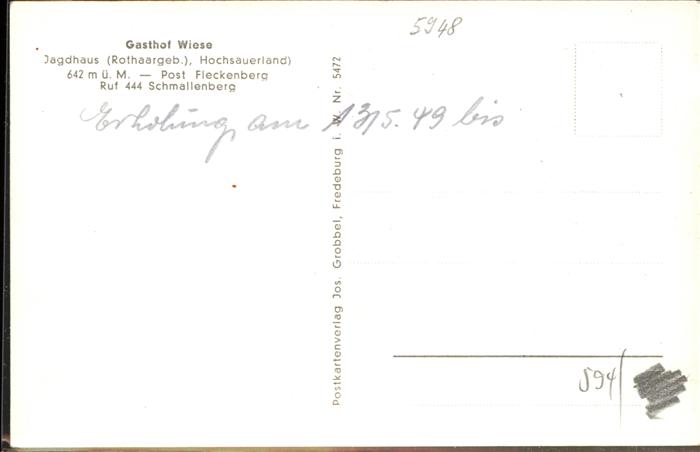 5948
Gasthof Wiese
Jagdhaus (Rothaargeb.), Hochsauerland)
642 m ü. M. — Post Fleckenberg
Ruf 444 Schmallenberg
Erholung am 13/5. 49 bis
Postkartenverlag Jos. Grobbel, Fredeburg i. W. Nr. 5472
594/